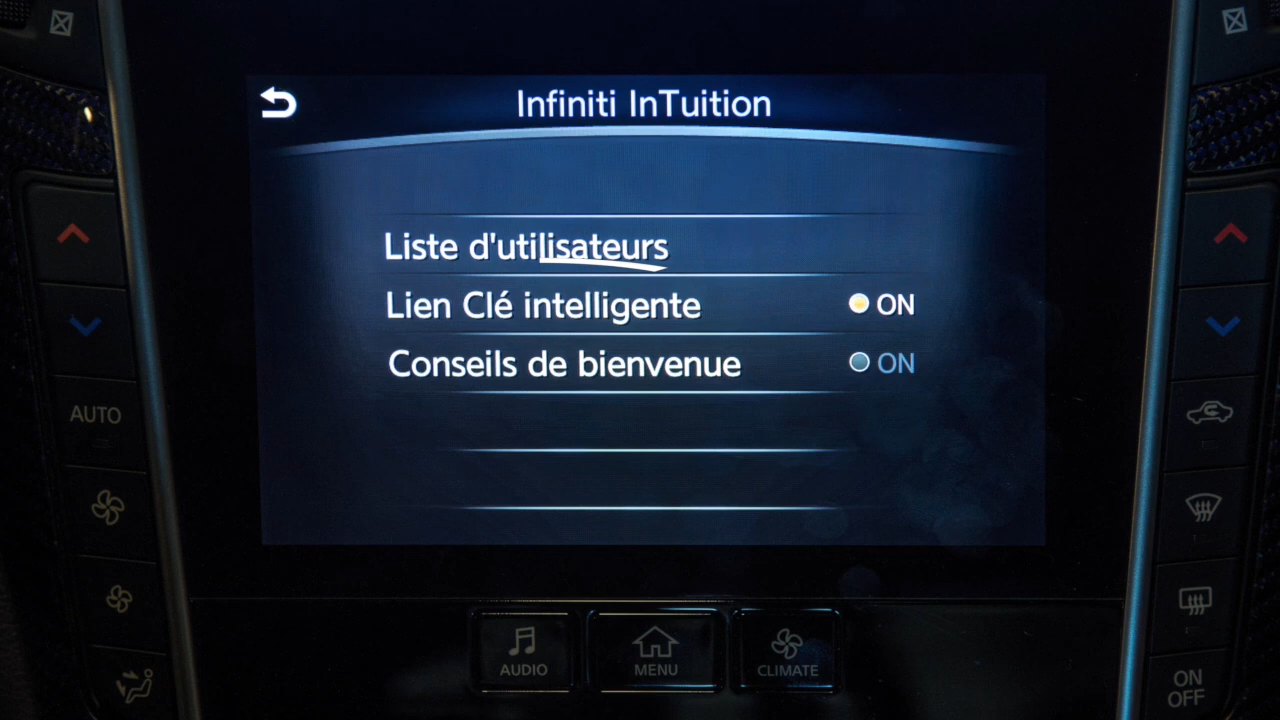 Infiniti InTuition
Liste d'utilisateurs
Lien Clé intelligente ON
Conseils de bienvenue ON
AUTO
AUDIO
MENU
CLIMATE
ON
OFF